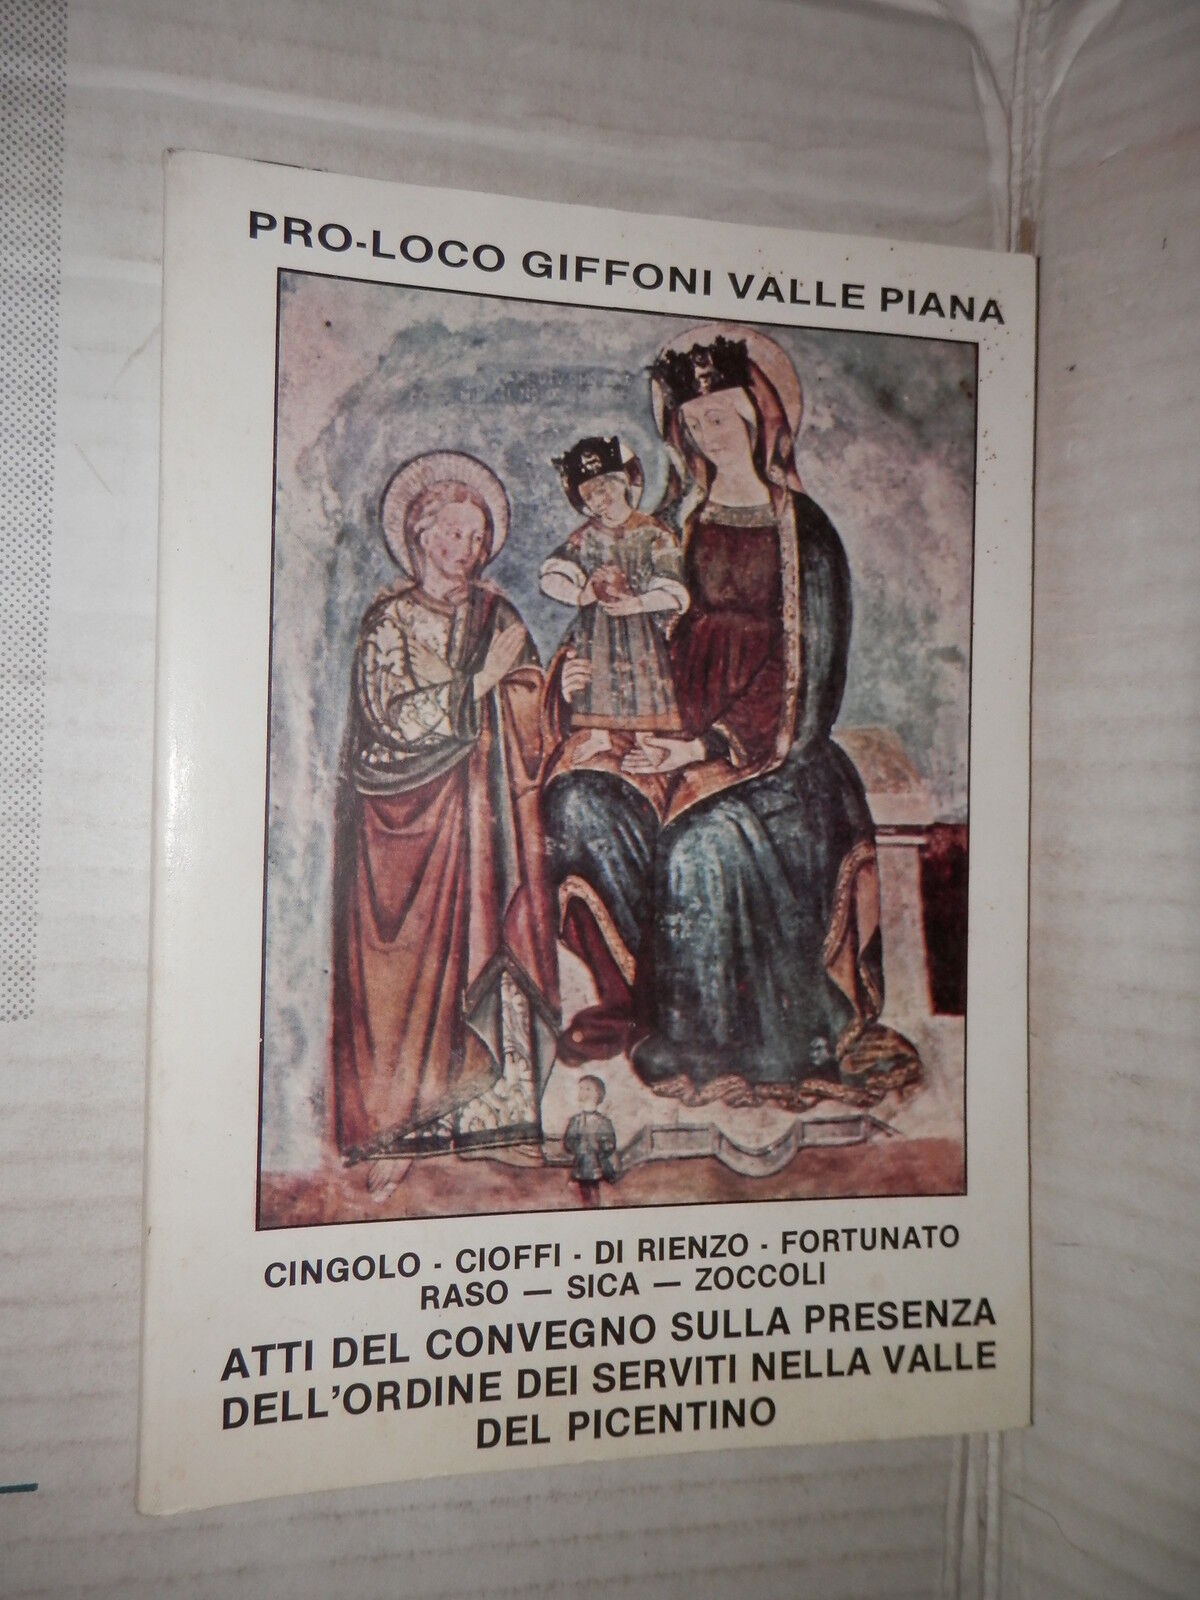 PRO-LOCO GIFFONI VALLE PIANA
CINGOLO - CIOFFI - DI RIENZO - FORTUNATO
RASO — SICA — ZOCCOLI
ATTI DEL CONVEGNO SULLA PRESENZA
DELL'ORDINE DEI SERVITI NELLA VALLE
DEL PICENTINO